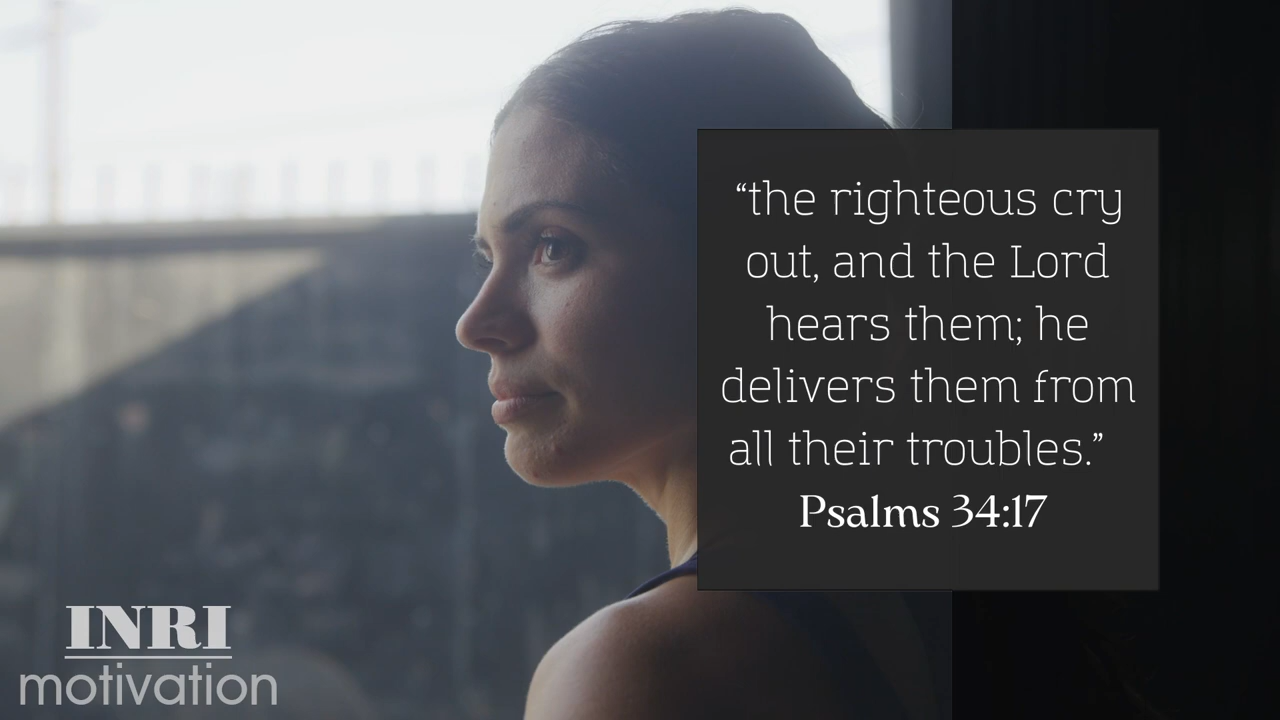 “the righteous cry
out, and the Lord
hears them; he
delivers them from
all their troubles.”
Psalms 34:17
INRI
motivation